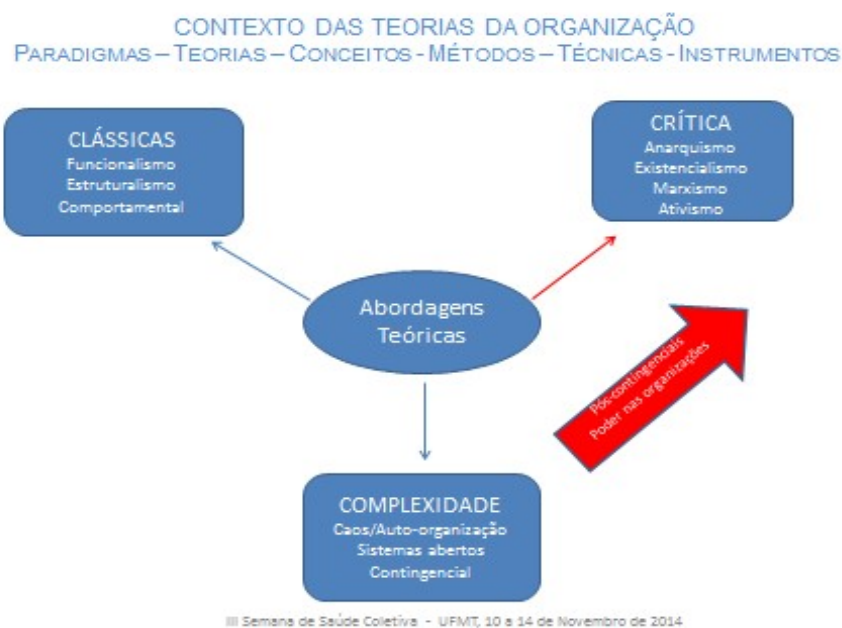 CONTEXTO DAS TEORIAS DA ORGANIZAÇÃO
PARADIGMAS – TEORIAS – CONCEITOS - MÉTODOS – TÉCNICAS - INSTRUMENTOS
CLÁSSICAS
Funcionalismo
Estruturalismo
Comportamental
CRÍTICA
Anarquismo
Existencialismo
Marxismo
Ativismo
Abordagens
Teóricas
Pós-contingenciais
Poder nas organizações
COMPLEXIDADE
Caos/Auto-organização
Sistemas abertos
Contingencial
III Semana de Saúde Coletiva - UFMT, 10 a 14 de Novembro de 2014